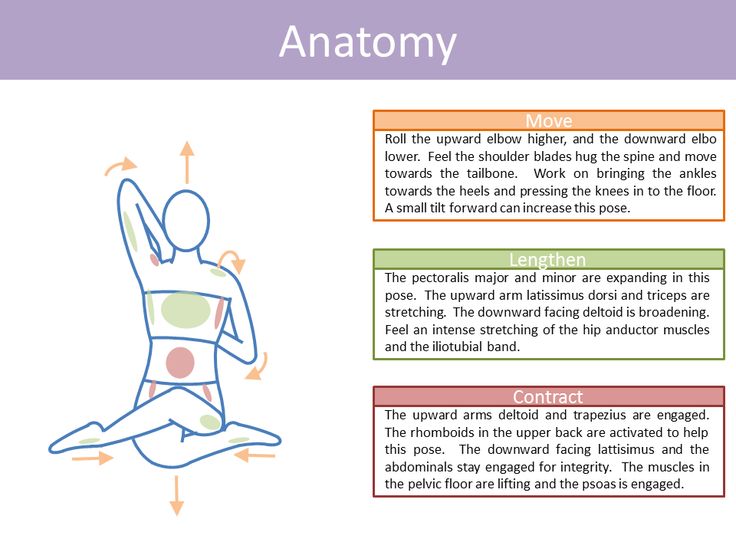 Anatomy
Move
Roll the upward elbow higher, and the downward elbo
lower. Feel the shoulder blades hug the spine and move
towards the tailbone. Work on bringing the ankles
towards the heels and pressing the knees in to the floor.
A small tilt forward can increase this pose.
Lengthen
The pectoralis major and minor are expanding in this
pose. The upward arm latissimus dorsi and triceps are
stretching. The downward facing deltoid is broadening.
Feel an intense stretching of the hip anductor muscles
and the iliotubial band.
Contract
The upward arms deltoid and trapezius are engaged.
The rhomboids in the upper back are activated to help
this pose. The downward facing lattisimus and the
abdominals stay engaged for integrity. The muscles in
the pelvic floor are lifting and the psoas is engaged.